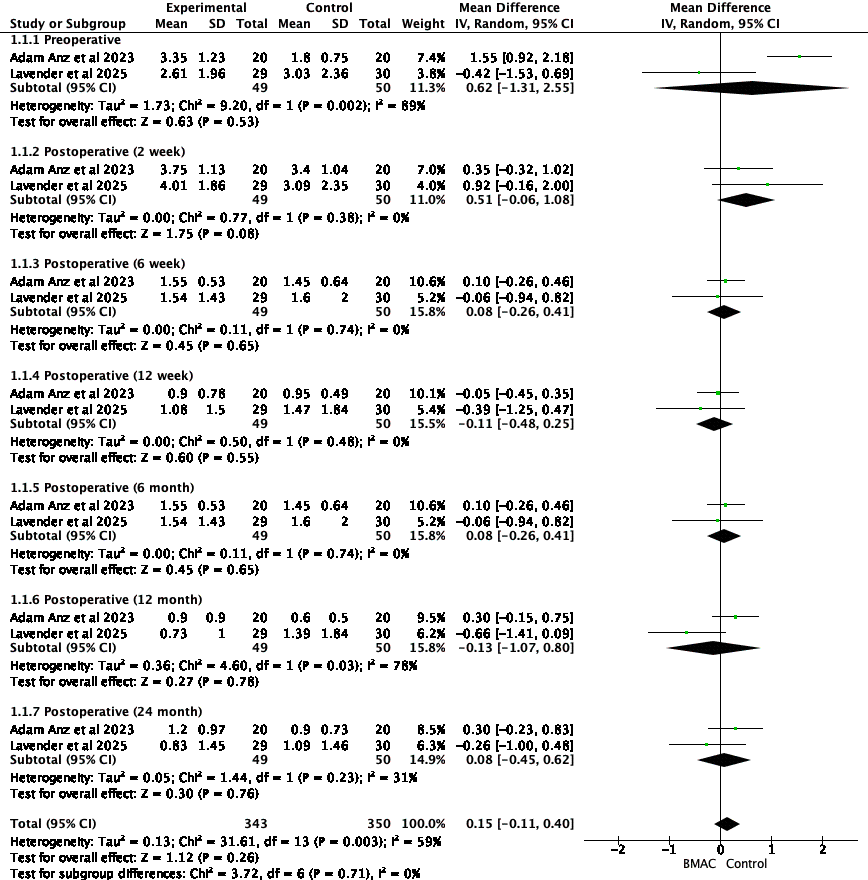 Experimental Control Mean Difference Mean Difference
Study or Subgroup Mean SD Total Mean SD Total Weight IV, Random, 95% CI IV, Random, 95% CI
1.1.1 Preoperative
Adam Anz et al 2023 3.35 1.23 20 1.8 0.75 20 7.4% 1.55 [0.92, 2.18]
Lavender et al 2025 2.61 1.96 29 3.03 2.36 30 3.8% −0.42 [−1.53, 0.69]
Subtotal (95% CI) 49 50 11.3% 0.62 [−1.31, 2.55]
Heterogeneity: Tau² = 1.73; Chi² = 9.20, df = 1 (P = 0.002); I² = 89%
Test for overall effect: Z = 0.63 (P = 0.53)
1.1.2 Postoperative (2 week)
Adam Anz et al 2023 3.75 1.13 20 3.4 1.04 20 7.0% 0.35 [−0.32, 1.02]
Lavender et al 2025 4.01 1.86 29 3.09 2.35 30 4.0% 0.92 [−0.16, 2.00]
Subtotal (95% CI) 49 50 11.0% 0.51 [−0.06, 1.08]
Heterogeneity: Tau² = 0.00; Chi² = 0.77, df = 1 (P = 0.38); I² = 0%
Test for overall effect: Z = 1.75 (P = 0.08)
1.1.3 Postoperative (6 week)
Adam Anz et al 2023 1.55 0.53 20 1.45 0.64 20 10.6% 0.10 [−0.26, 0.46]
Lavender et al 2025 1.54 1.43 29 1.6 2 30 5.2% −0.06 [−0.94, 0.82]
Subtotal (95% CI) 49 50 15.8% 0.08 [−0.26, 0.41]
Heterogeneity: Tau² = 0.00; Chi² = 0.11, df = 1 (P = 0.74); I² = 0%
Test for overall effect: Z = 0.45 (P = 0.65)
1.1.4 Postoperative (12 week)
Adam Anz et al 2023 0.9 0.78 20 0.95 0.49 20 10.1% −0.05 [−0.45, 0.35]
Lavender et al 2025 1.08 1.5 29 1.47 1.84 30 5.4% −0.39 [−1.25, 0.47]
Subtotal (95% CI) 49 50 15.5% −0.11 [−0.48, 0.25]
Heterogeneity: Tau² = 0.00; Chi² = 0.50, df = 1 (P = 0.48); I² = 0%
Test for overall effect: Z = 0.60 (P = 0.55)
1.1.5 Postoperative (6 month)
Adam Anz et al 2023 1.55 0.53 20 1.45 0.64 20 10.6% 0.10 [−0.26, 0.46]
Lavender et al 2025 1.54 1.43 29 1.6 2 30 5.2% −0.06 [−0.94, 0.82]
Subtotal (95% CI) 49 50 15.8% 0.08 [−0.26, 0.41]
Heterogeneity: Tau² = 0.00; Chi² = 0.11, df = 1 (P = 0.74); I² = 0%
Test for overall effect: Z = 0.45 (P = 0.65)
1.1.6 Postoperative (12 month)
Adam Anz et al 2023 0.9 0.9 20 0.6 0.5 20 9.5% 0.30 [−0.15, 0.75]
Lavender et al 2025 0.73 1 29 1.39 1.84 30 6.2% −0.66 [−1.41, 0.09]
Subtotal (95% CI) 49 50 15.8% −0.13 [−1.07, 0.80]
Heterogeneity: Tau² = 0.36; Chi² = 4.60, df = 1 (P = 0.03); I² = 78%
Test for overall effect: Z = 0.27 (P = 0.78)
1.1.7 Postoperative (24 month)
Adam Anz et al 2023 1.2 0.97 20 0.9 0.73 20 8.5% 0.30 [−0.23, 0.83]
Lavender et al 2025 0.83 1.45 29 1.09 1.46 30 6.3% −0.26 [−1.00, 0.48]
Subtotal (95% CI) 49 50 14.9% 0.08 [−0.45, 0.62]
Heterogeneity: Tau² = 0.05; Chi² = 1.44, df = 1 (P = 0.23); I² = 31%
Test for overall effect: Z = 0.30 (P = 0.76)
Total (95% CI) 343 350 100.0% 0.15 [−0.11, 0.40]
Heterogeneity: Tau² = 0.13; Chi² = 31.61, df = 13 (P = 0.003); I² = 59%
Test for overall effect: Z = 1.12 (P = 0.26)
Test for subgroup differences: Chi² = 3.72, df = 6 (P = 0.71), I² = 0%
−2 −1 0 1 2
BMAC Control